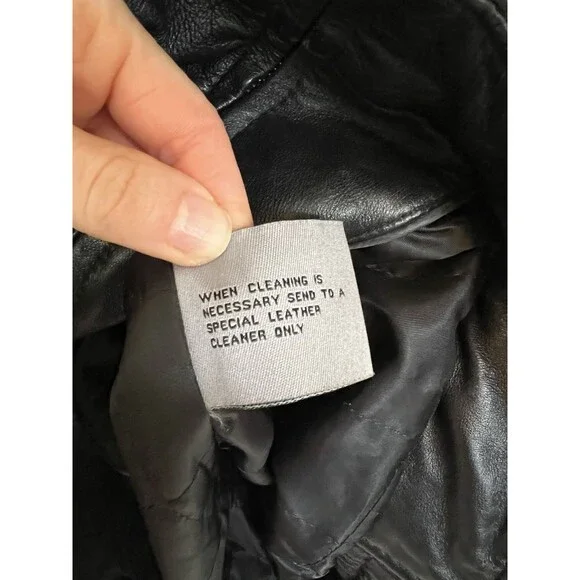 WHEN CLEANING IS
NECESSARY SEND TO A
SPECIAL LEATHER
CLEANER ONLY